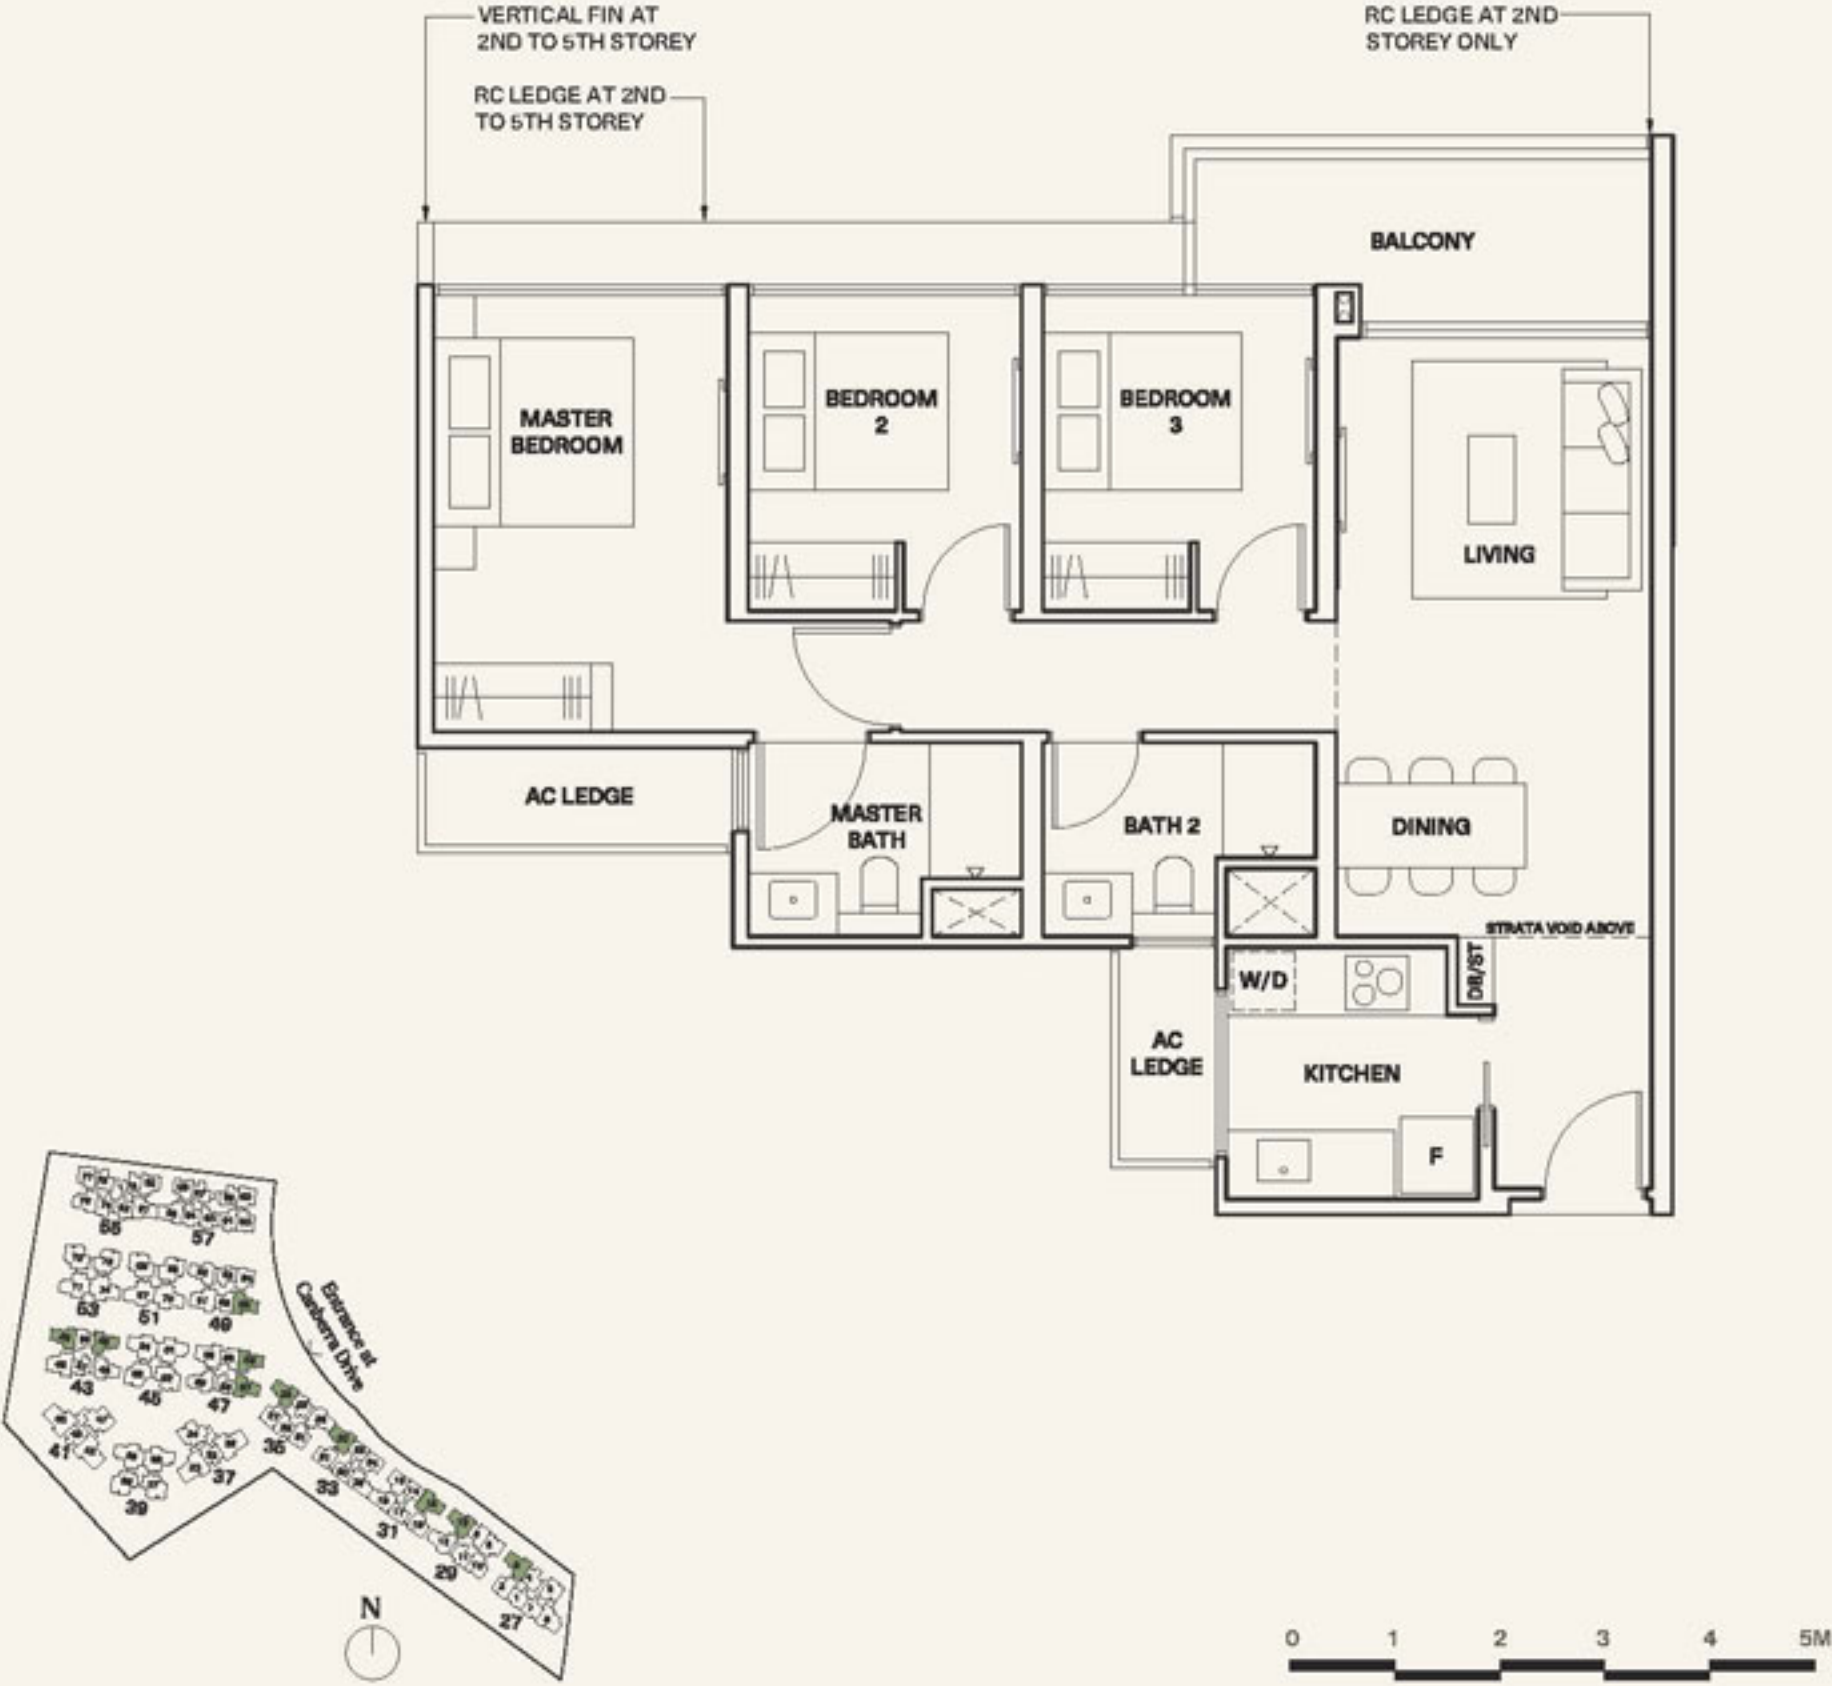 VERTICAL FIN AT
2ND TO 5TH STOREY
RC LEDGE AT 2ND
STOREY ONLY
RC LEDGE AT 2ND
TO 5TH STOREY
BALCONY
MASTER
BEDROOM
BEDROOM
2
BEDROOM
3
LIVING
AC LEDGE
MASTER
BATH
BATH 2
DINING
STRATA VOID ABOVE
DB/ST
W/D
AC
LEDGE
KITCHEN
F
57
Entrance at
Canberra Drive
53
51
49
43
45
47
41
39
37
35
33
31
29
27
N
0 1 2 3 4 5M